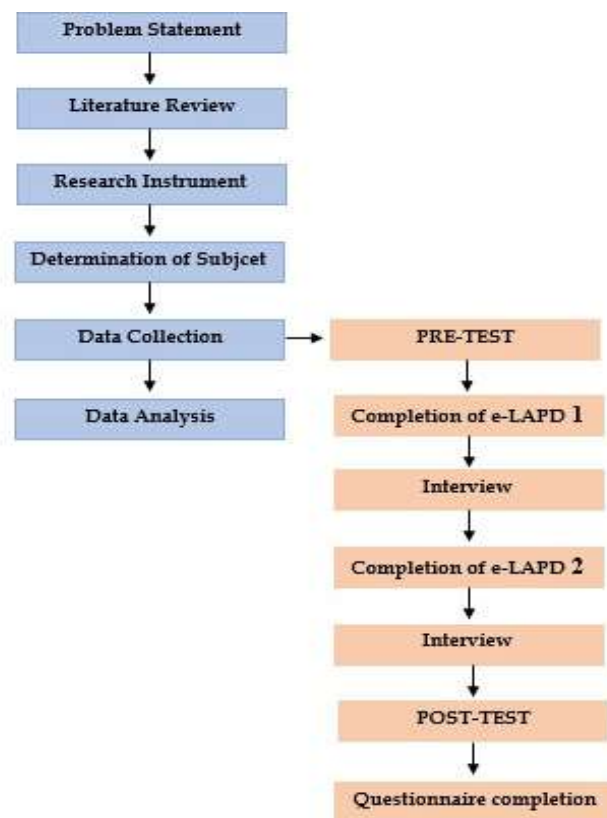 Problem Statement
Literature Review
Research Instrument
Determination of Subjcet
Data Collection
Data Analysis
PRE-TEST
Completion of e-LAPD 1
Interview
Completion of e-LAPD 2
Interview
POST-TEST
Questionnaire completion